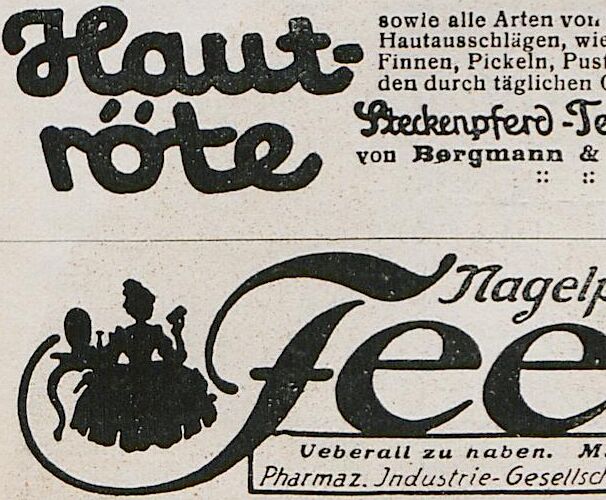 Haut-
röte
sowie alle Arten von
Hautausschlägen, wie
Finnen, Pickeln, Pust
den durch täglichen
Steckenpferd-Te
von Bergmann &
:: ::
Nagelp
Fee
Ueberall zu haben. M.
Pharmaz. Industrie-Gesellsc